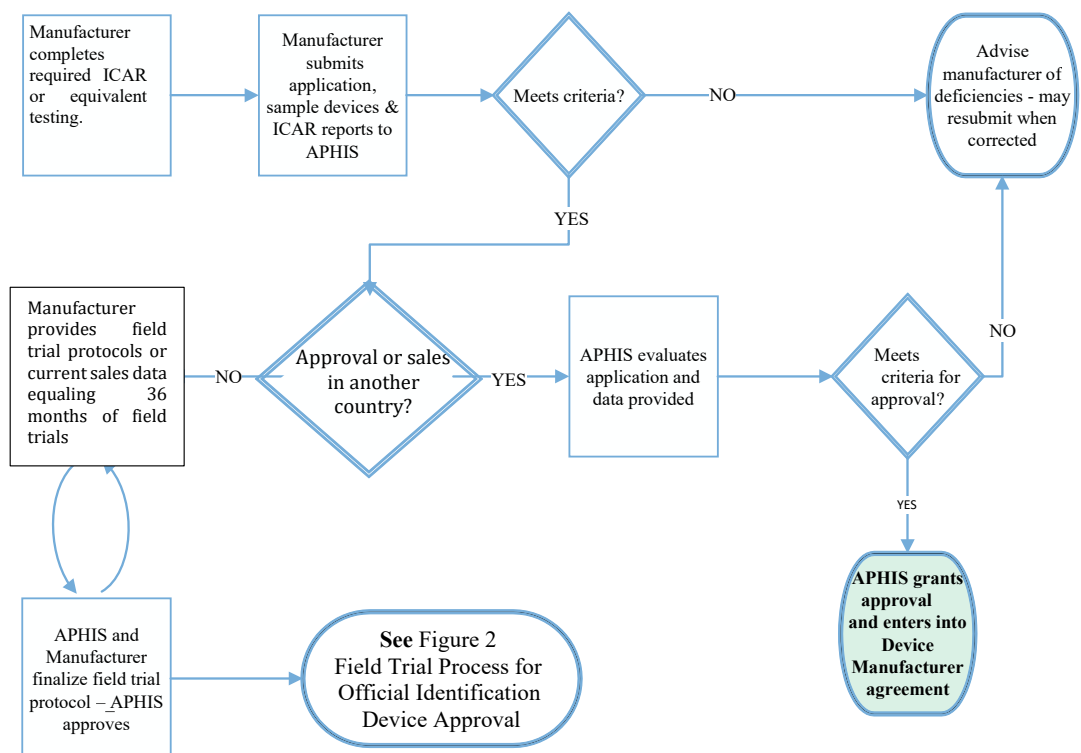 Manufacturer
completes
required ICAR
or equivalent
testing.
Manufacturer
submits
application,
sample devices &
ICAR reports to
APHIS
Meets criteria?
NO
Advise
manufacturer of
deficiencies - may
resubmit when
corrected
YES
Manufacturer
provides field
trial protocols or
current sales data
equaling 36
months of field
trials
NO
Approval or sales
in another
country?
YES
APHIS evaluates
application and
data provided
Meets
criteria for
approval?
NO
YES
APHIS grants
approval
and enters into
Device
Manufacturer
agreement
APHIS and
Manufacturer
finalize field trial
protocol – APHIS
approves
See Figure 2
Field Trial Process for
Official Identification
Device Approval